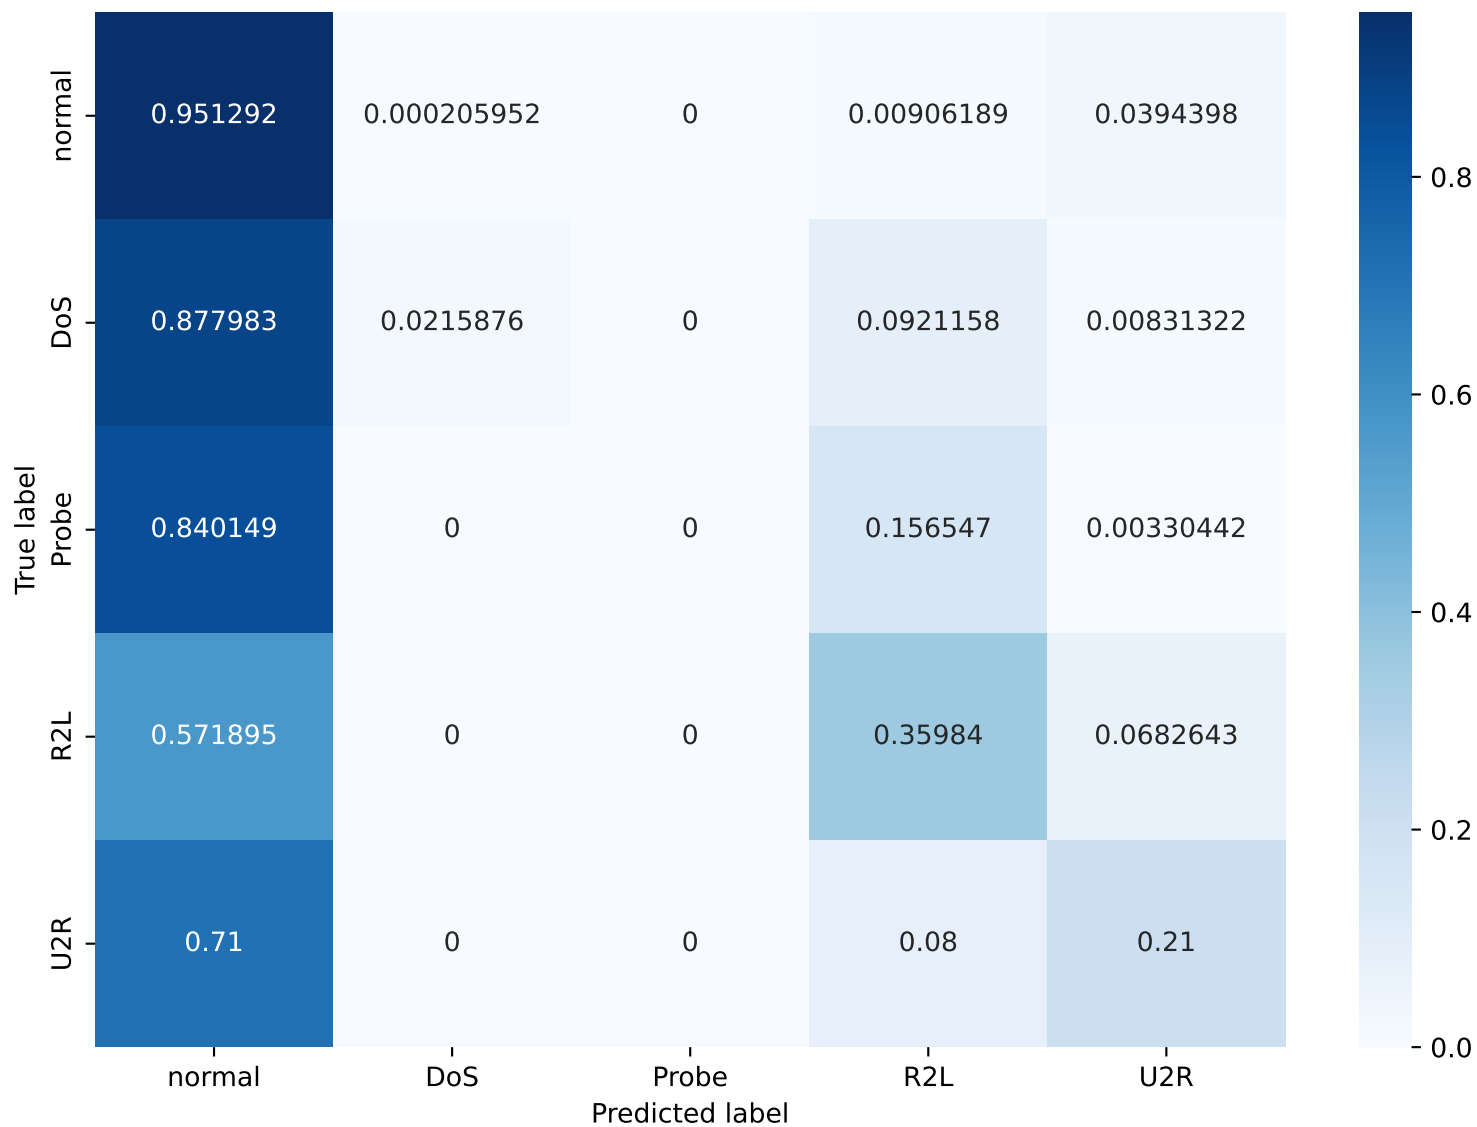 normal 0.951292 0.000205952 0 0.00906189 0.0394398
DoS 0.877983 0.0215876 0 0.0921158 0.00831322
Probe 0.840149 0 0 0.156547 0.00330442
R2L 0.571895 0 0 0.35984 0.0682643
U2R 0.71 0 0 0.08 0.21
True label
normal DoS Probe R2L U2R
Predicted label
0.8
0.6
0.4
0.2
0.0